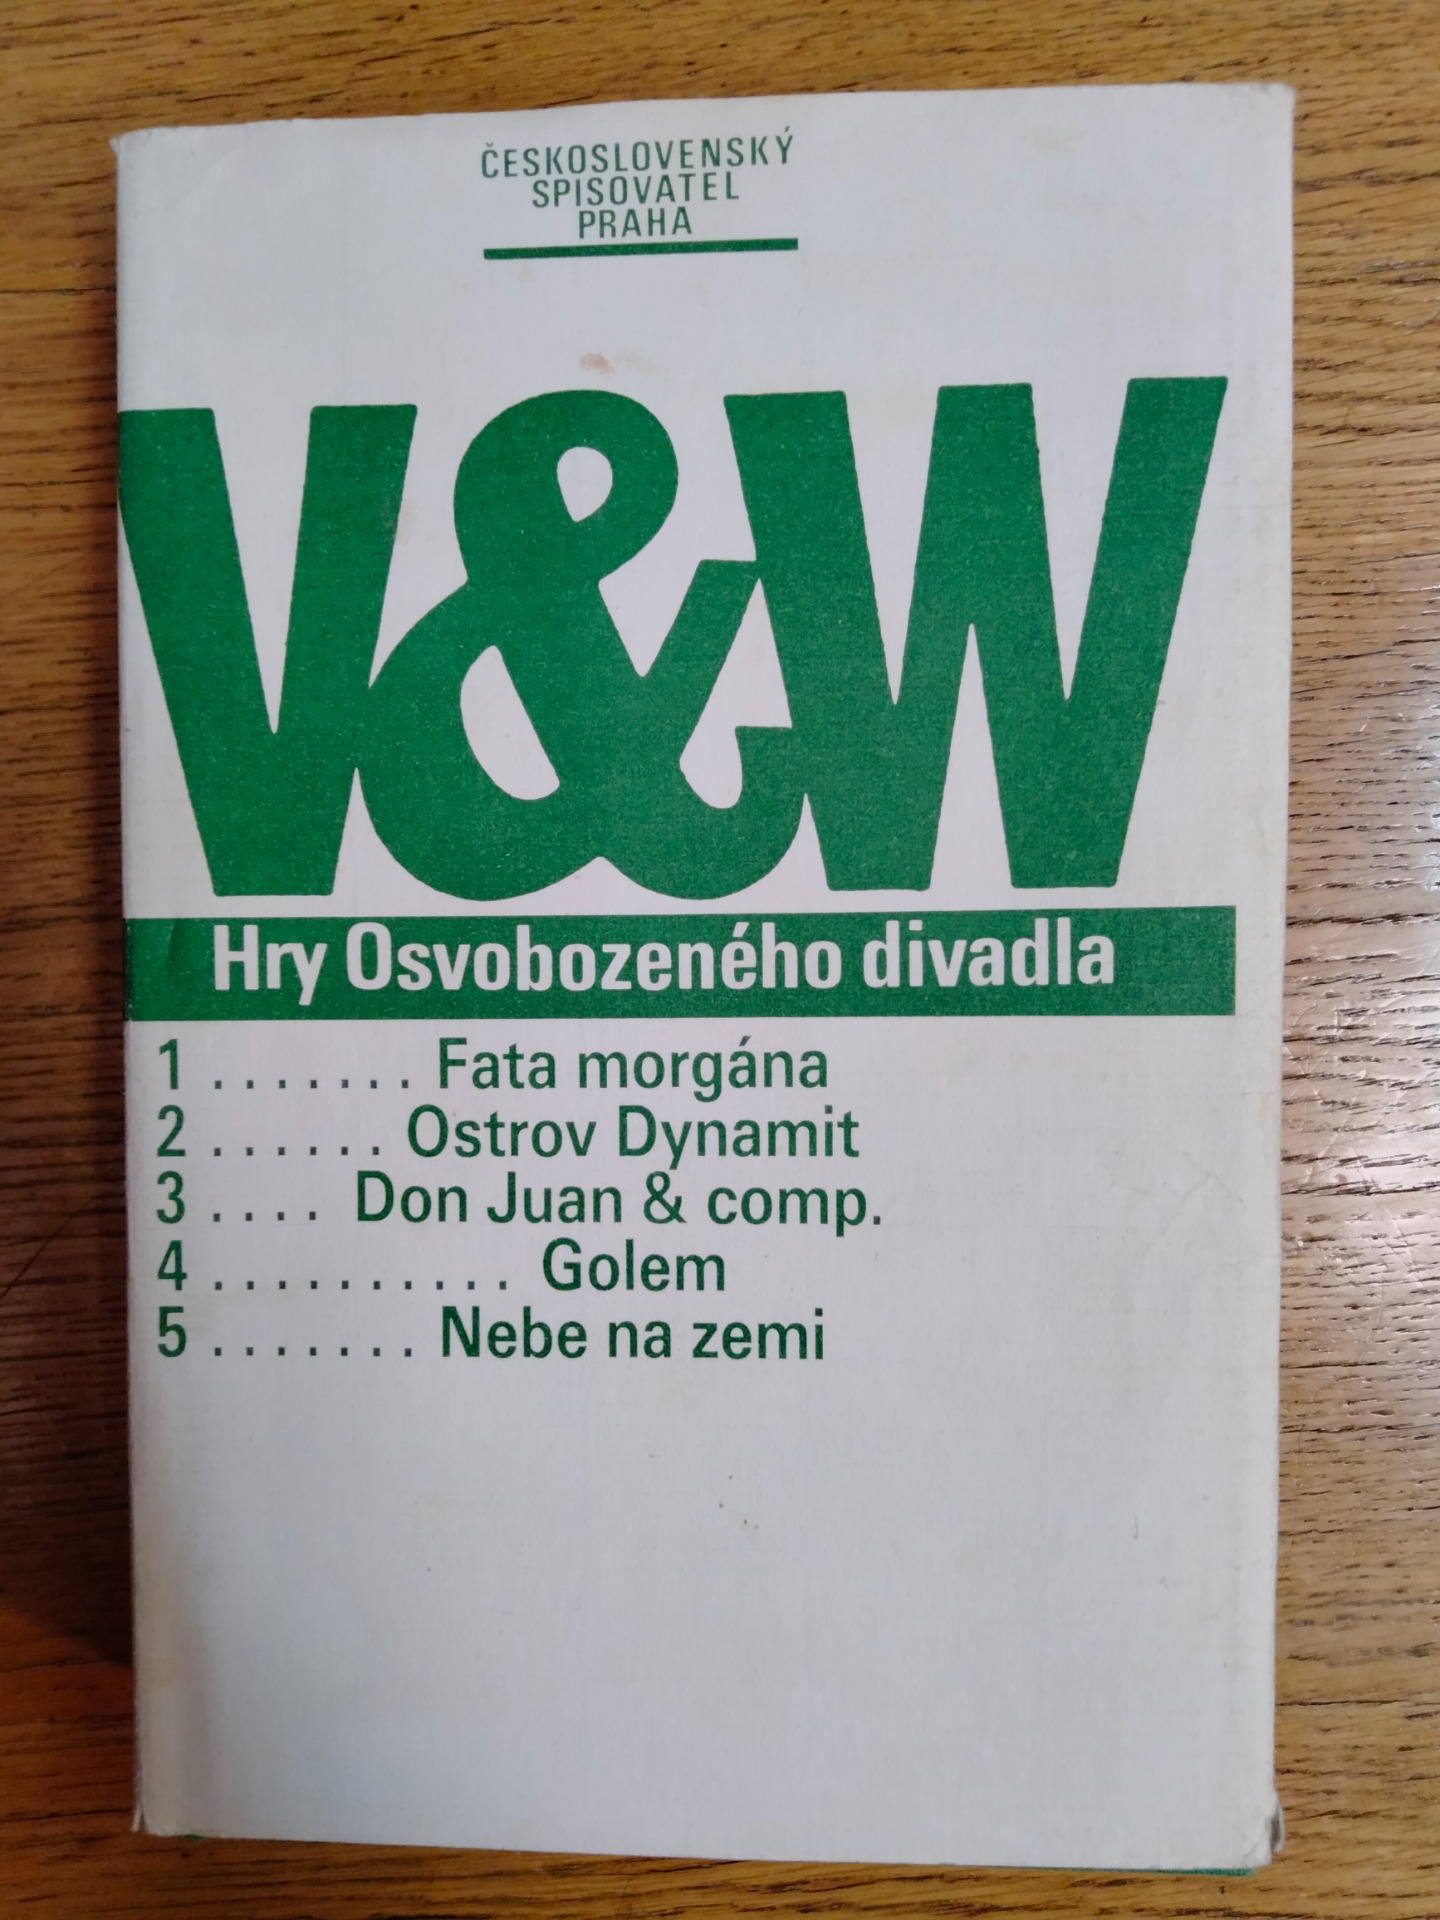 ČESKOSLOVENSKÝ
SPISOVATEL
PRAHA
V&W
Hry Osvobozeného divadla
1 ....... Fata morgána
2 ...... Ostrov Dynamit
3 .... Don Juan & comp.
4 .......... Golem
5 ....... Nebe na zemi